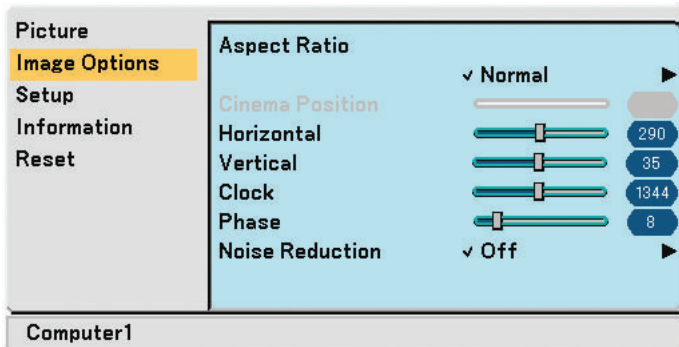 Picture
Image Options
Setup
Information
Reset
Aspect Ratio
✓ Normal
Cinema Position
Horizontal 290
Vertical 35
Clock 1344
Phase 8
Noise Reduction ✓ Off
Computer1